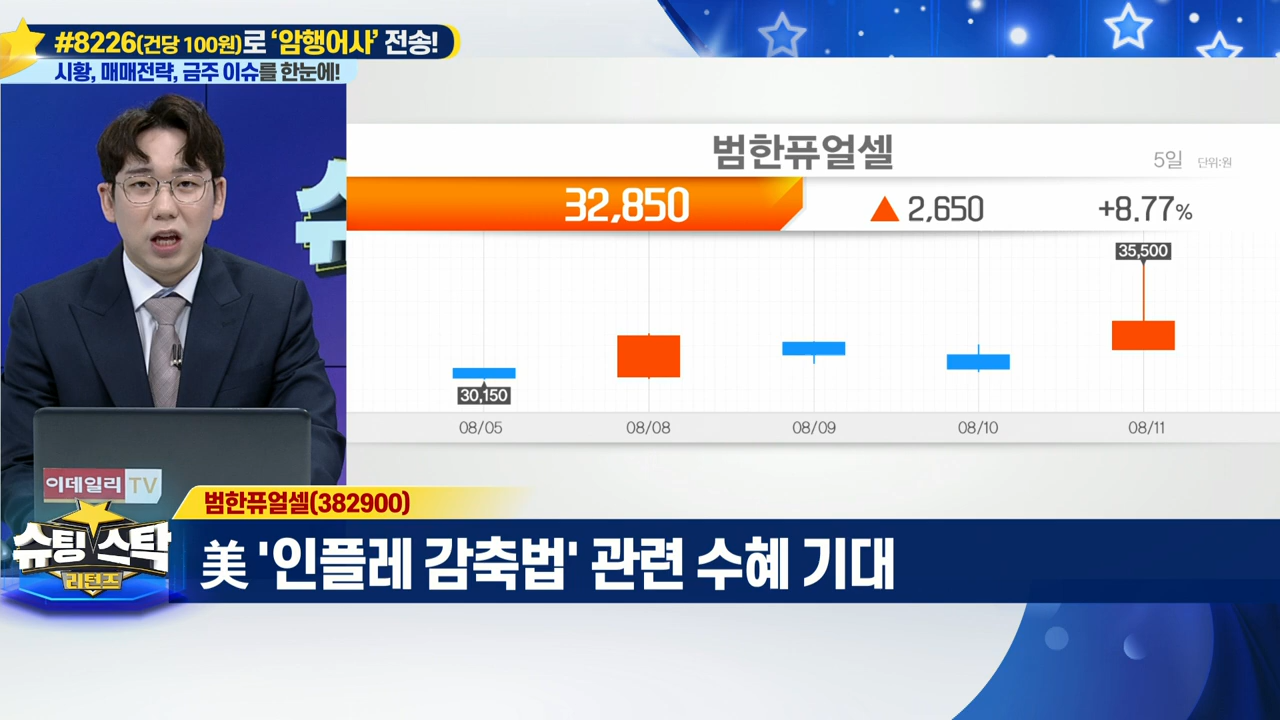 #8226(건당 100원)로 '암행어사' 전송!
시황, 매매전략, 금주 이슈를 한눈에!
범한퓨얼셀
5일 단위:원
32,850 ▲ 2,650 +8.77%
35,500
30,150
08/05 08/08 08/09 08/10 08/11
이데일리 TV
범한퓨얼셀(382900)
슈팅 스탁
리턴즈
美 '인플레 감축법' 관련 수혜 기대